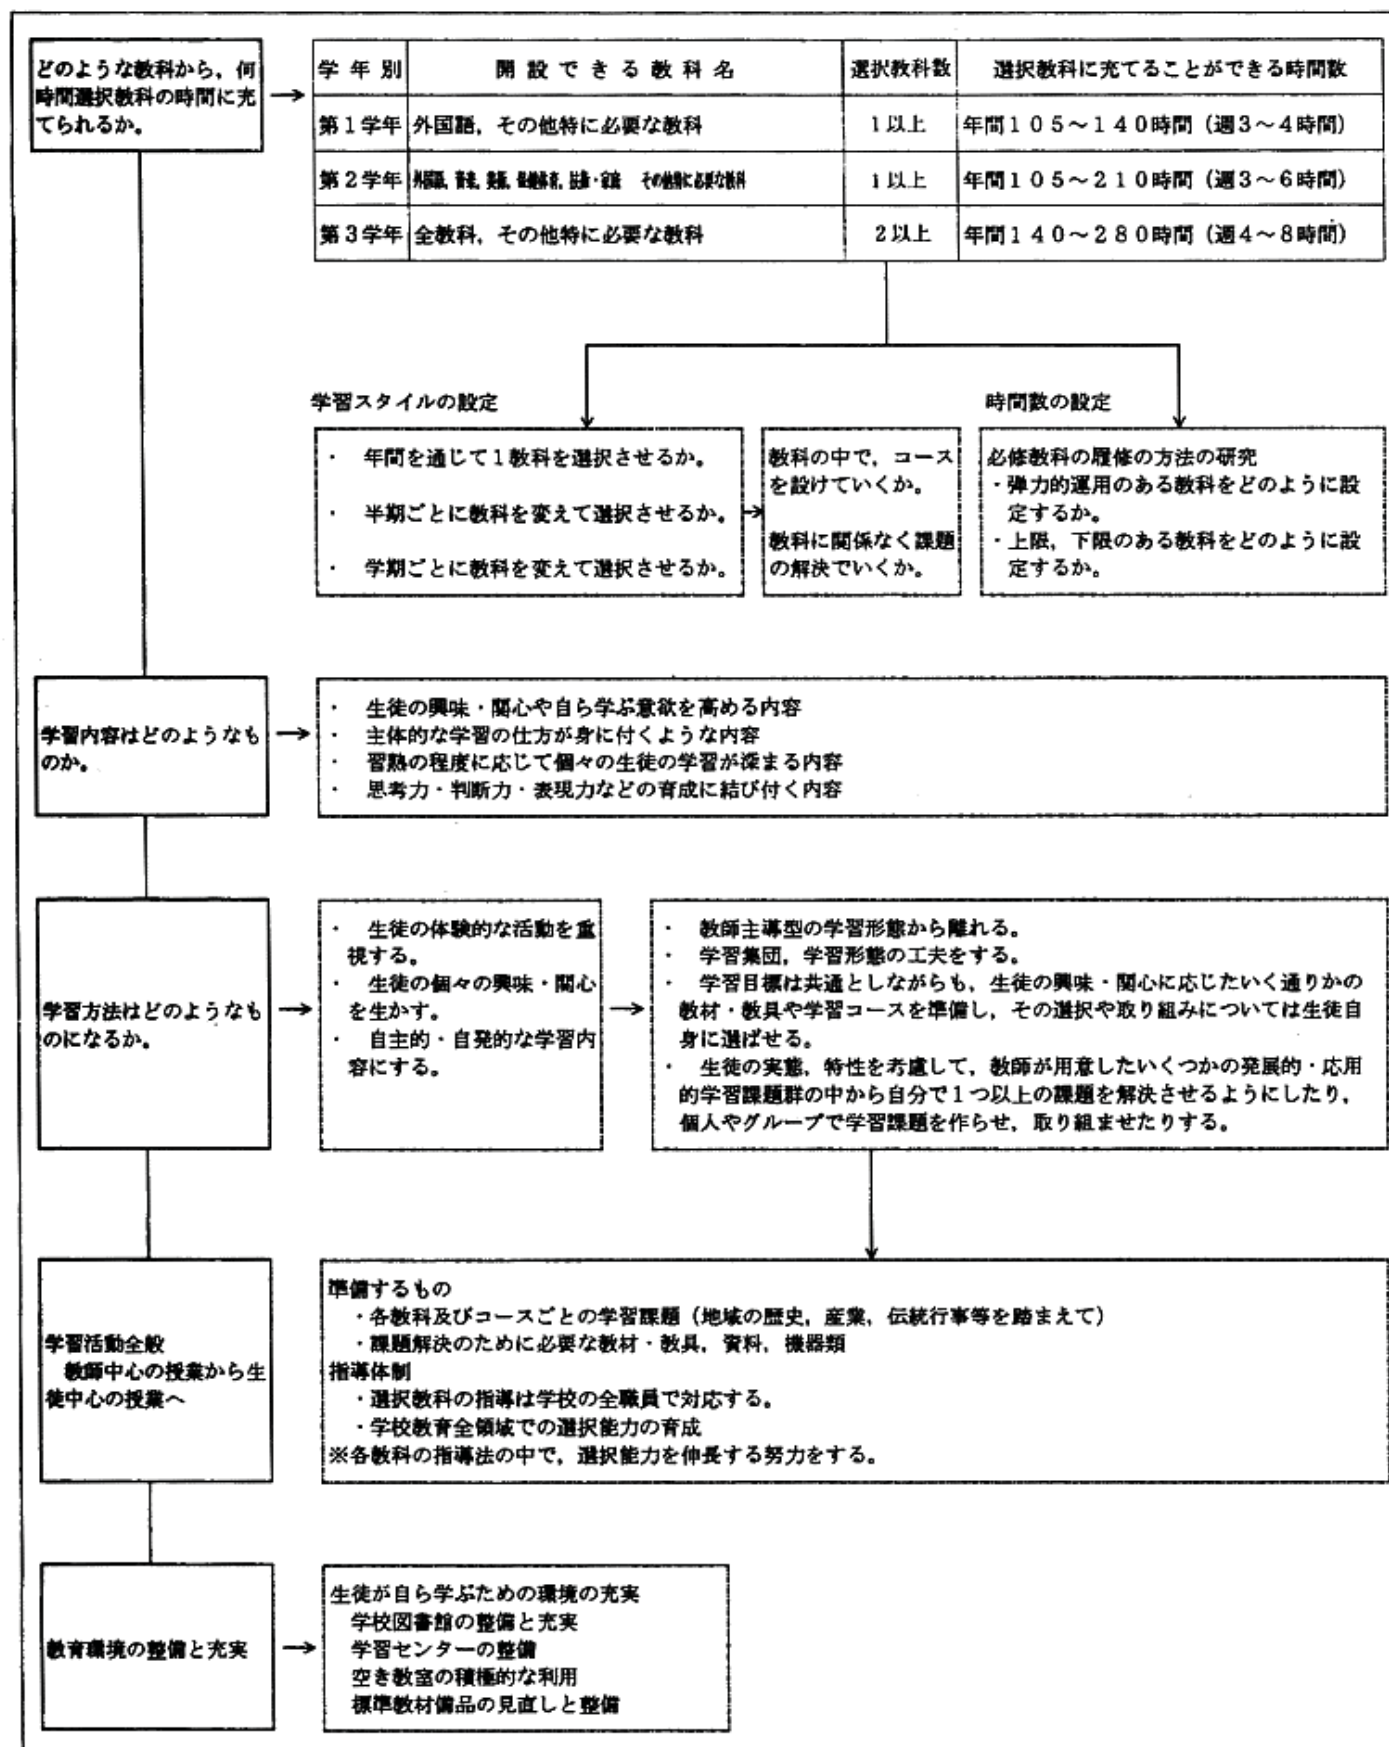 どのような教科から，何
時間選択教科の時間に充
てられるか。
学年別 開設できる教科名 選択教科数 選択教科に充てることができる時間数
第1学年 外国語，その他特に必要な教科 1以上 年間105～140時間（週3～4時間）
第2学年 外国語，音楽，美術，保健体育，技術・家庭 その他特に必要な教科 1以上 年間105～210時間（週3～6時間）
第3学年 全教科，その他特に必要な教科 2以上 年間140～280時間（週4～8時間）
学習スタイルの設定
・ 年間を通じて1教科を選択させるか。
・ 半期ごとに教科を変えて選択させるか。
・ 学期ごとに教科を変えて選択させるか。
教科の中で，コース
を設けていくか。
教科に関係なく課題
の解決でいくか。
時間数の設定
必修教科の履修の方法の研究
・弾力的運用のある教科をどのように設
定するか。
・上限，下限のある教科をどのように設
定するか。
学習内容はどのようなも
のか。
・ 生徒の興味・関心や自ら学ぶ意欲を高める内容
・ 主体的な学習の仕方が身に付くような内容
・ 習熟の程度に応じて個々の生徒の学習が深まる内容
・ 思考力・判断力・表現力などの育成に結び付く内容
学習方法はどのようなも
のになるか。
・ 生徒の体験的な活動を重
視する。
・ 生徒の個々の興味・関心
を生かす。
・ 自主的・自発的な学習内
容にする。
・ 教師主導型の学習形態から離れる。
・ 学習集団，学習形態の工夫をする。
・ 学習目標は共通としながらも，生徒の興味・関心に応じたいく通りかの
教材・教具や学習コースを準備し，その選択や取り組みについては生徒自
身に選ばせる。
・ 生徒の実態，特性を考慮して，教師が用意したいくつかの発展的・応用
的学習課題群の中から自分で1つ以上の課題を解決させるようにしたり，
個人やグループで学習課題を作らせ，取り組ませたりする。
学習活動全般
教師中心の授業から生
徒中心の授業へ
準備するもの
・各教科及びコースごとの学習課題（地域の歴史，産業，伝統行事等を踏まえて）
・課題解決のために必要な教材・教具，資料，機器類
指導体制
・選択教科の指導は学校の全職員で対応する。
・学校教育全領域での選択能力の育成
※各教科の指導法の中で，選択能力を伸長する努力をする。
教育環境の整備と充実
生徒が自ら学ぶための環境の充実
学校図書館の整備と充実
学習センターの整備
空き教室の積極的な利用
標準教材備品の見直しと整備